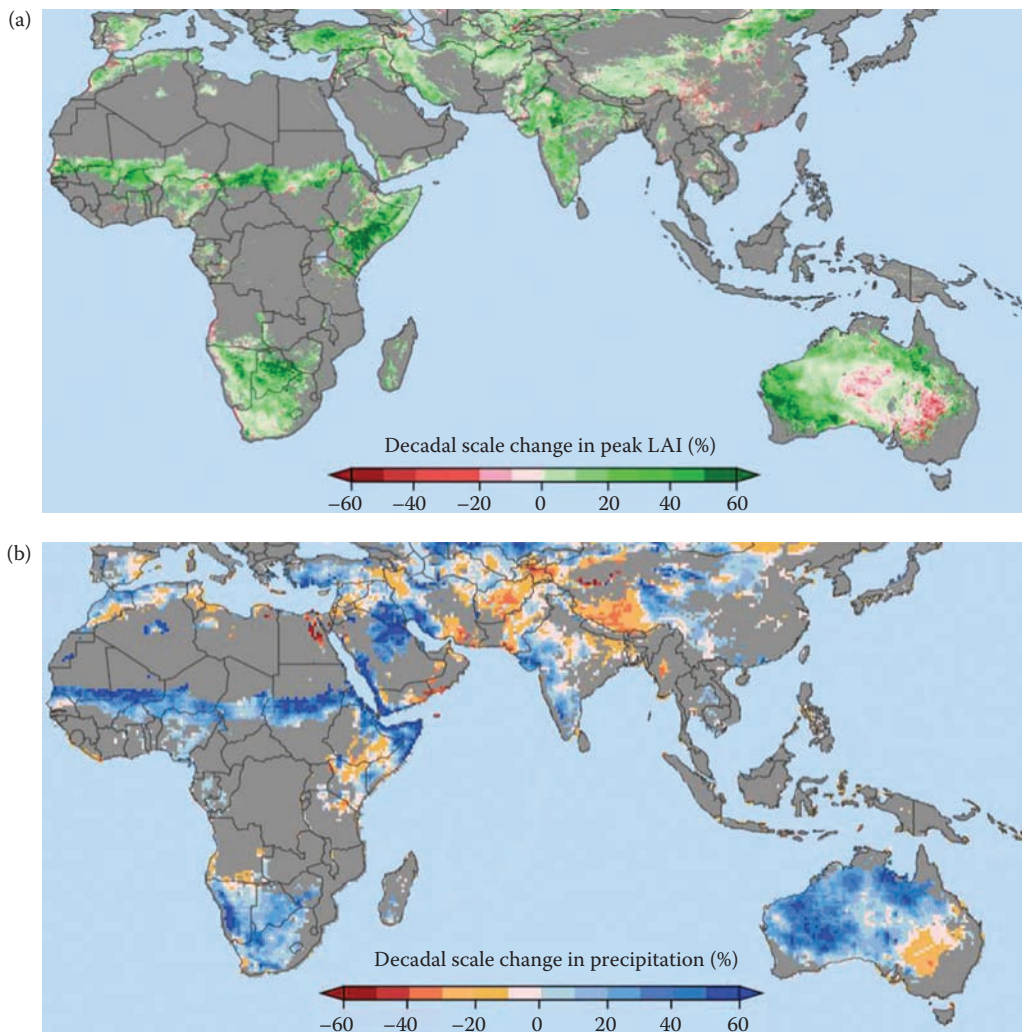 (a)
Decadal scale change in peak LAI (%)
−60 −40 −20 0 20 40 60
(b)
Decadal scale change in precipitation (%)
−60 −40 −20 0 20 40 60